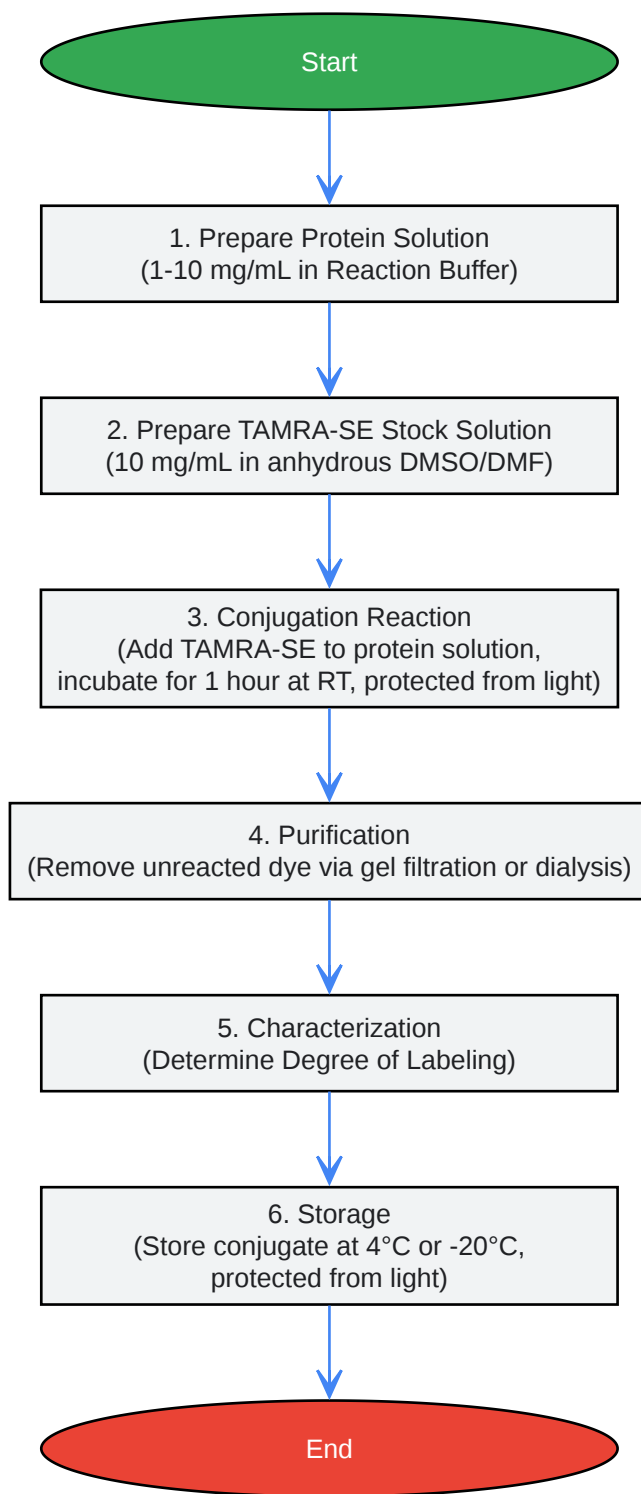 Start
1. Prepare Protein Solution
(1-10 mg/mL in Reaction Buffer)
2. Prepare TAMRA-SE Stock Solution
(10 mg/mL in anhydrous DMSO/DMF)
3. Conjugation Reaction
(Add TAMRA-SE to protein solution,
incubate for 1 hour at RT, protected from light)
4. Purification
(Remove unreacted dye via gel filtration or dialysis)
5. Characterization
(Determine Degree of Labeling)
6. Storage
(Store conjugate at 4°C or -20°C,
protected from light)
End